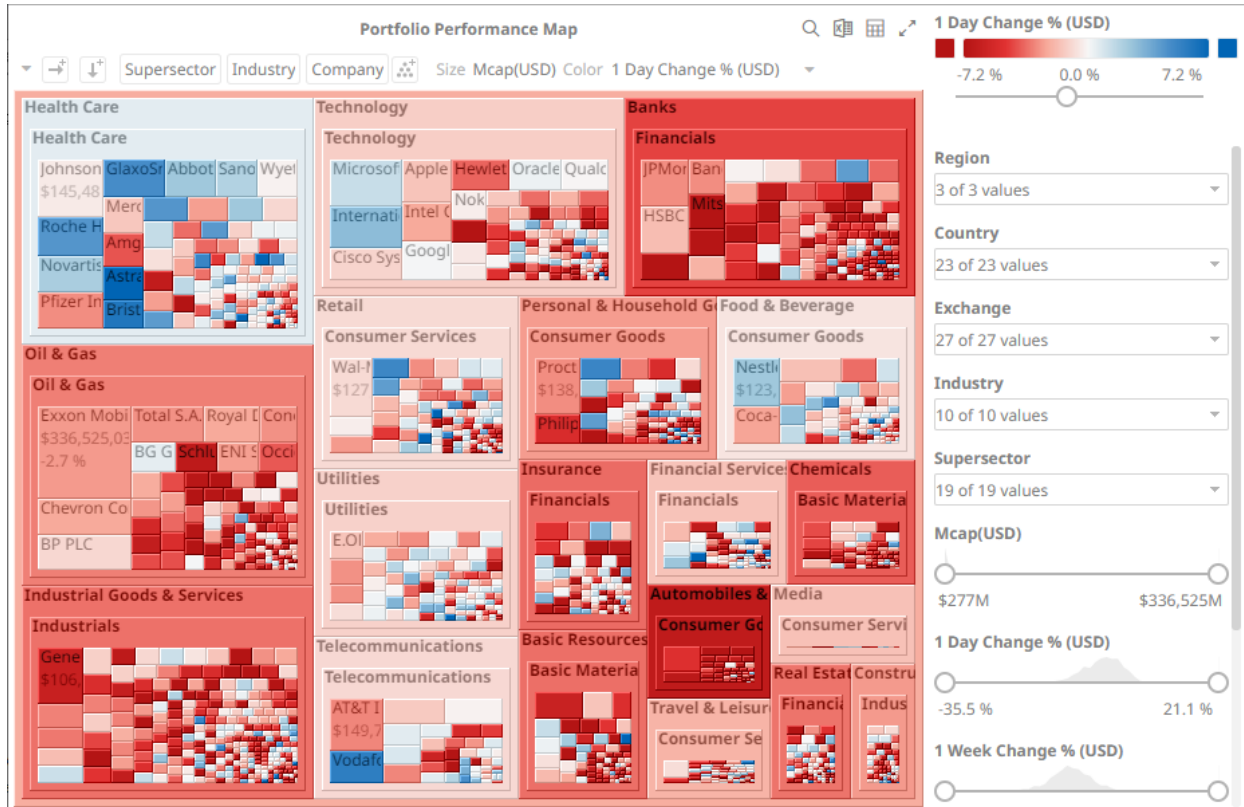 Portfolio Performance Map
Supersector Industry Company Size Mcap(USD) Color 1 Day Change % (USD)
Health Care
Health Care
Johnson GlaxoSr Abbot Sano Wyet
$145,48
Merc
Roche H
Amg
Novartis
Astra
Pfizer In
Brist
Technology
Technology
Microsof Apple Hewlet Oracle Qualc
Nok
Internati Intel C
Cisco Sys Googl
Banks
Financials
JPMor Ban
Mits
HSBC
Oil & Gas
Oil & Gas
Exxon Mobi Total S.A. Royal D Con
$336,525,03
-2.7 %
BG G Schlu ENI S Occi
Chevron Co
BP PLC
Retail
Consumer Services
Wal-M
$127
Personal & Household G
Consumer Goods
Proct
$138,
Philip
Food & Beverage
Consumer Goods
Nestl
$123,
Coca-
Utilities
Utilities
E.ON
Insurance
Financials
Financial Services
Financials
Chemicals
Basic Materia
Industrial Goods & Services
Industrials
Gene
$106,
Telecommunications
Telecommunications
AT&T I
$149,7
Vodaf
Basic Resources
Basic Materia
Automobiles &
Consumer Go
Media
Consumer Servi
Travel & Leisur
Consumer Se
Real Estat
Financia
Constru
Indus
1 Day Change % (USD)
-7.2 % 0.0 % 7.2 %
Region
3 of 3 values
Country
23 of 23 values
Exchange
27 of 27 values
Industry
10 of 10 values
Supersector
19 of 19 values
Mcap(USD)
$277M $336,525M
1 Day Change % (USD)
-35.5 % 21.1 %
1 Week Change % (USD)